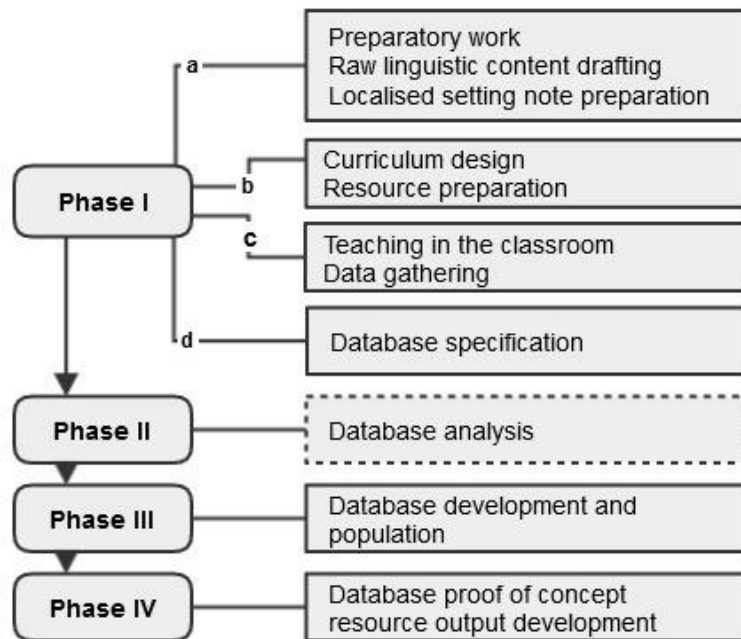 a
Preparatory work
Raw linguistic content drafting
Localised setting note preparation
Phase I
b
Curriculum design
Resource preparation
c
Teaching in the classroom
Data gathering
d
Database specification
Phase II
Database analysis
Phase III
Database development and
population
Phase IV
Database proof of concept
resource output development